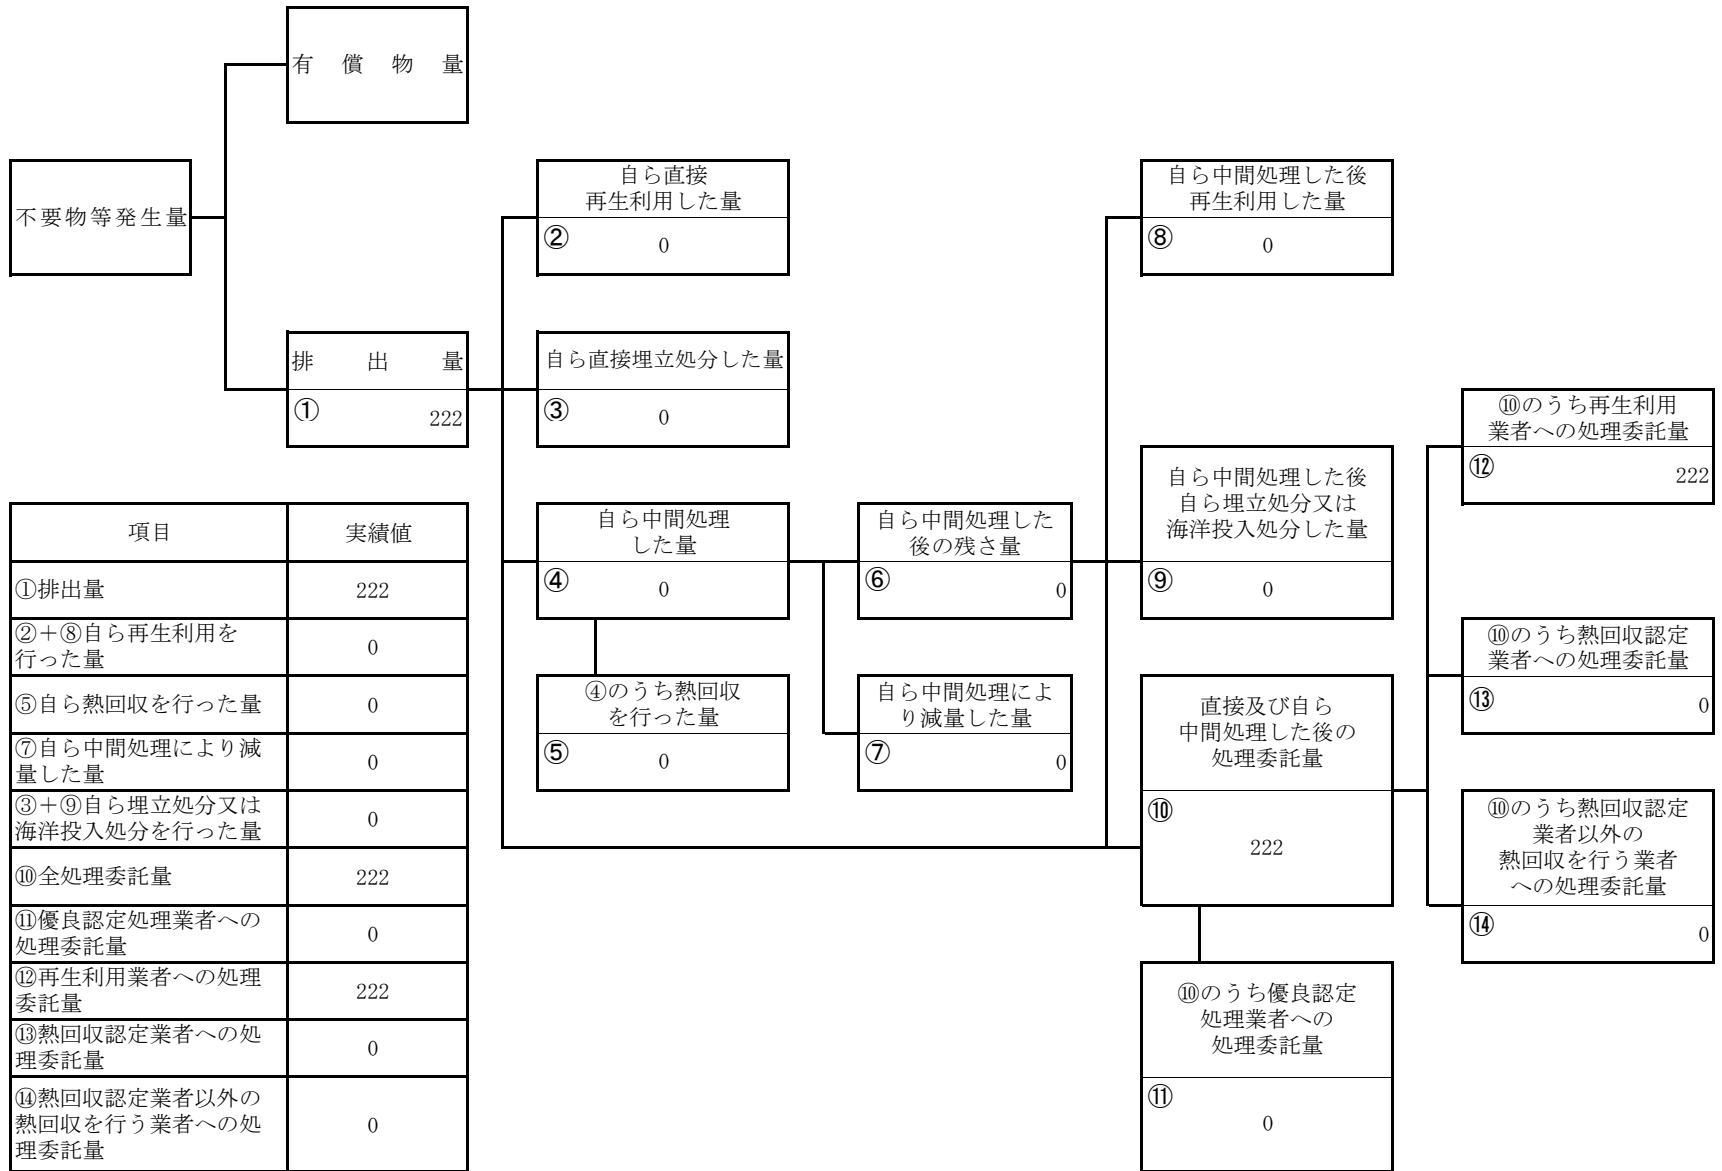 有償物量
不要物等発生量
排出量
①
222
自ら直接
再生利用した量
②
0
自ら直接埋立処分した量
③
0
自ら中間処理
した量
④
0
④のうち熱回収
を行った量
⑤
0
自ら中間処理した
後の残さ量
⑥
0
自ら中間処理によ
り減量した量
⑦
0
自ら中間処理した後
再生利用した量
⑧
0
自ら中間処理した後
自ら埋立処分又は
海洋投入処分した量
⑨
0
直接及び自ら
中間処理した後の
処理委託量
⑩
222
⑩のうち優良認定
処理業者への
処理委託量
⑪
0
⑩のうち再生利用
業者への処理委託量
⑫
222
⑩のうち熱回収認定
業者への処理委託量
⑬
0
⑩のうち熱回収認定
業者以外の
熱回収を行う業者
への処理委託量
⑭
0
項目 実績値
①排出量 222
②＋⑧自ら再生利用を
行った量 0
⑤自ら熱回収を行った量 0
⑦自ら中間処理により減
量した量 0
③＋⑨自ら埋立処分又は
海洋投入処分を行った量 0
⑩全処理委託量 222
⑪優良認定処理業者への
処理委託量 0
⑫再生利用業者への処理
委託量 222
⑬熱回収認定業者への処
理委託量 0
⑭熱回収認定業者以外の
熱回収を行う業者への処
理委託量 0